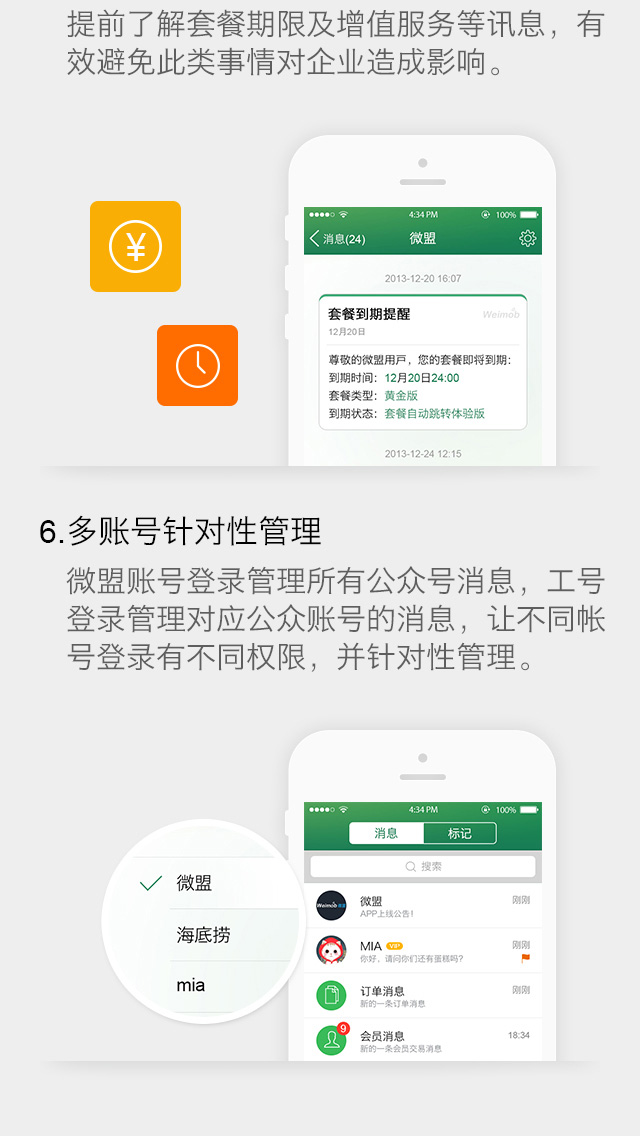 提前了解套餐期限及增值服务等讯息，有
效避免此类事情对企业造成影响。
¥
4:34 PM
100%
消息(24)
微盟
2013-12-20 16:07
套餐到期提醒
Weimob
12月20日
尊敬的微盟用戸，您的套餐即将到期：
到期时间：12月20日24:00
套餐类型：黄金版
到期状态：套餐自动跳转体验版
2013-12-24 12:15
6.多账号针对性管理
微盟账号登录管理所有公众号消息，工号
登录管理对应公众账号的消息，让不同帐
号登录有不同权限，并针对性管理。
4:34 PM
100%
消息
标记
搜索
微盟
海底捞
mia
Weimob
微盟
刚刚
APP上线公告！
MIA
VIP
刚刚
你好，请问你们还有蛋糕吗？
订单消息
刚刚
新的一条订单消息
9
会员消息
18:34
新的一条会员交易消息